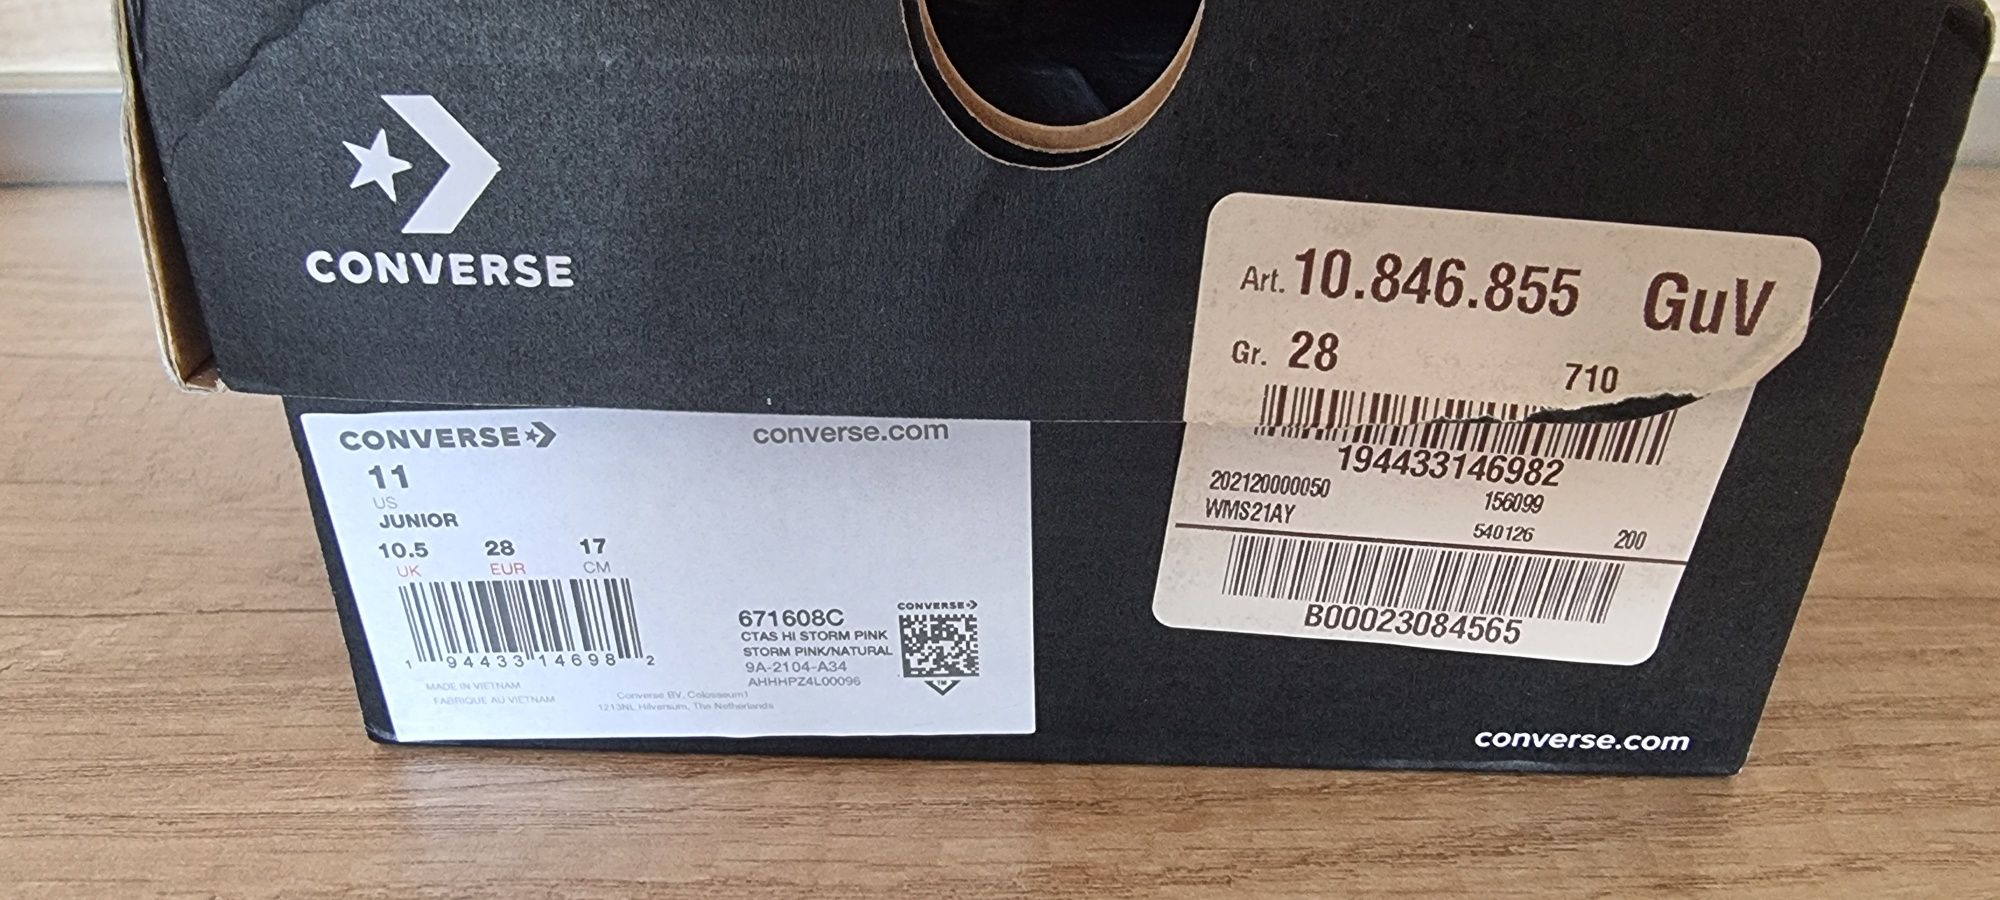 CONVERSE
Art. 10.846.855 GuV
Gr. 28
710
194433146982
202120000050 156099
WMS21AY 540126 200
B00023084565
CONVERSE converse.com
11
US
JUNIOR
10.5 28 17
UK EUR CM
1 94433 14698 2
MADE IN VIETNAM
FABRIQUE AU VIETNAM
Converse BV, Colosseum1
1213NL Hilversum, The Netherlands
671608C
CTAS HI STORM PINK
STORM PINK/NATURAL
9A-2104-A34
AHHHPZ4L00096
CONVERSE
TM
converse.com